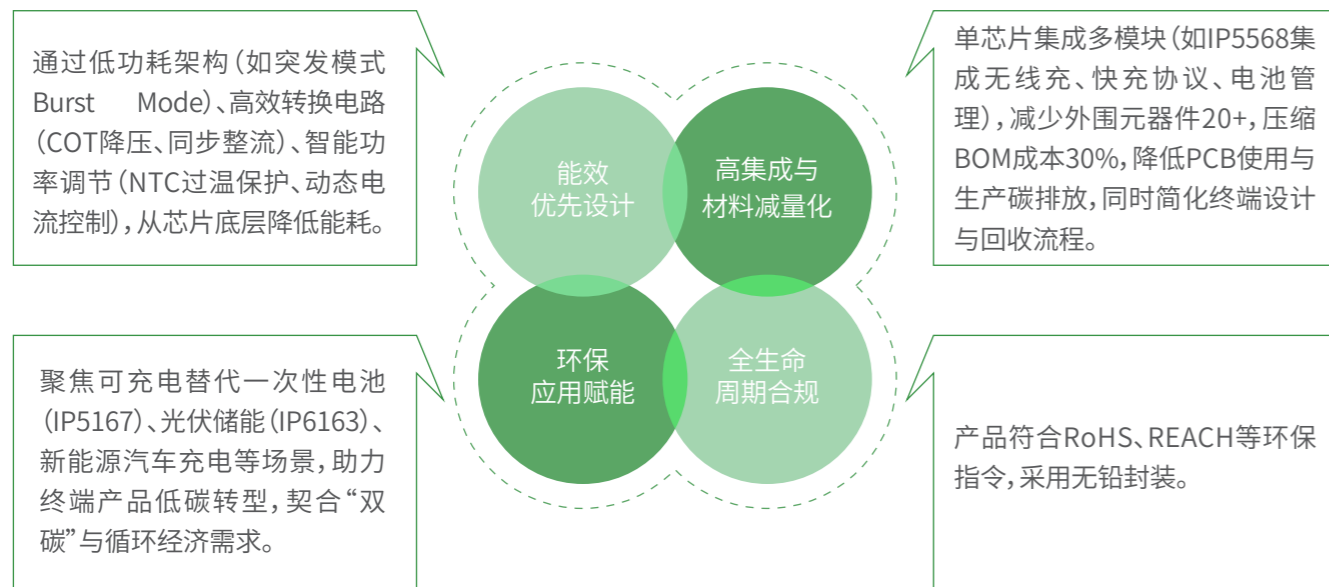 通过低功耗架构(如突发模式
Burst Mode)、高效转换电路
(COT降压、同步整流)、智能功
率调节(NTC过温保护、动态电
流控制),从芯片底层降低能耗。
单芯片集成多模块(如IP5568集
成无线充、快充协议、电池管
理),减少外围元器件20+,压缩
BOM成本30%,降低PCB使用与
生产碳排放,同时简化终端设计
与回收流程。
能效
优先设计
高集成与
材料减量化
环保
应用赋能
全生命
周期合规
聚焦可充电替代一次性电池
(IP5167)、光伏储能(IP6163)、
新能源汽车充电等场景,助力
终端产品低碳转型,契合“双
碳”与循环经济需求。
产品符合RoHS、REACH等环保
指令,采用无铅封装。